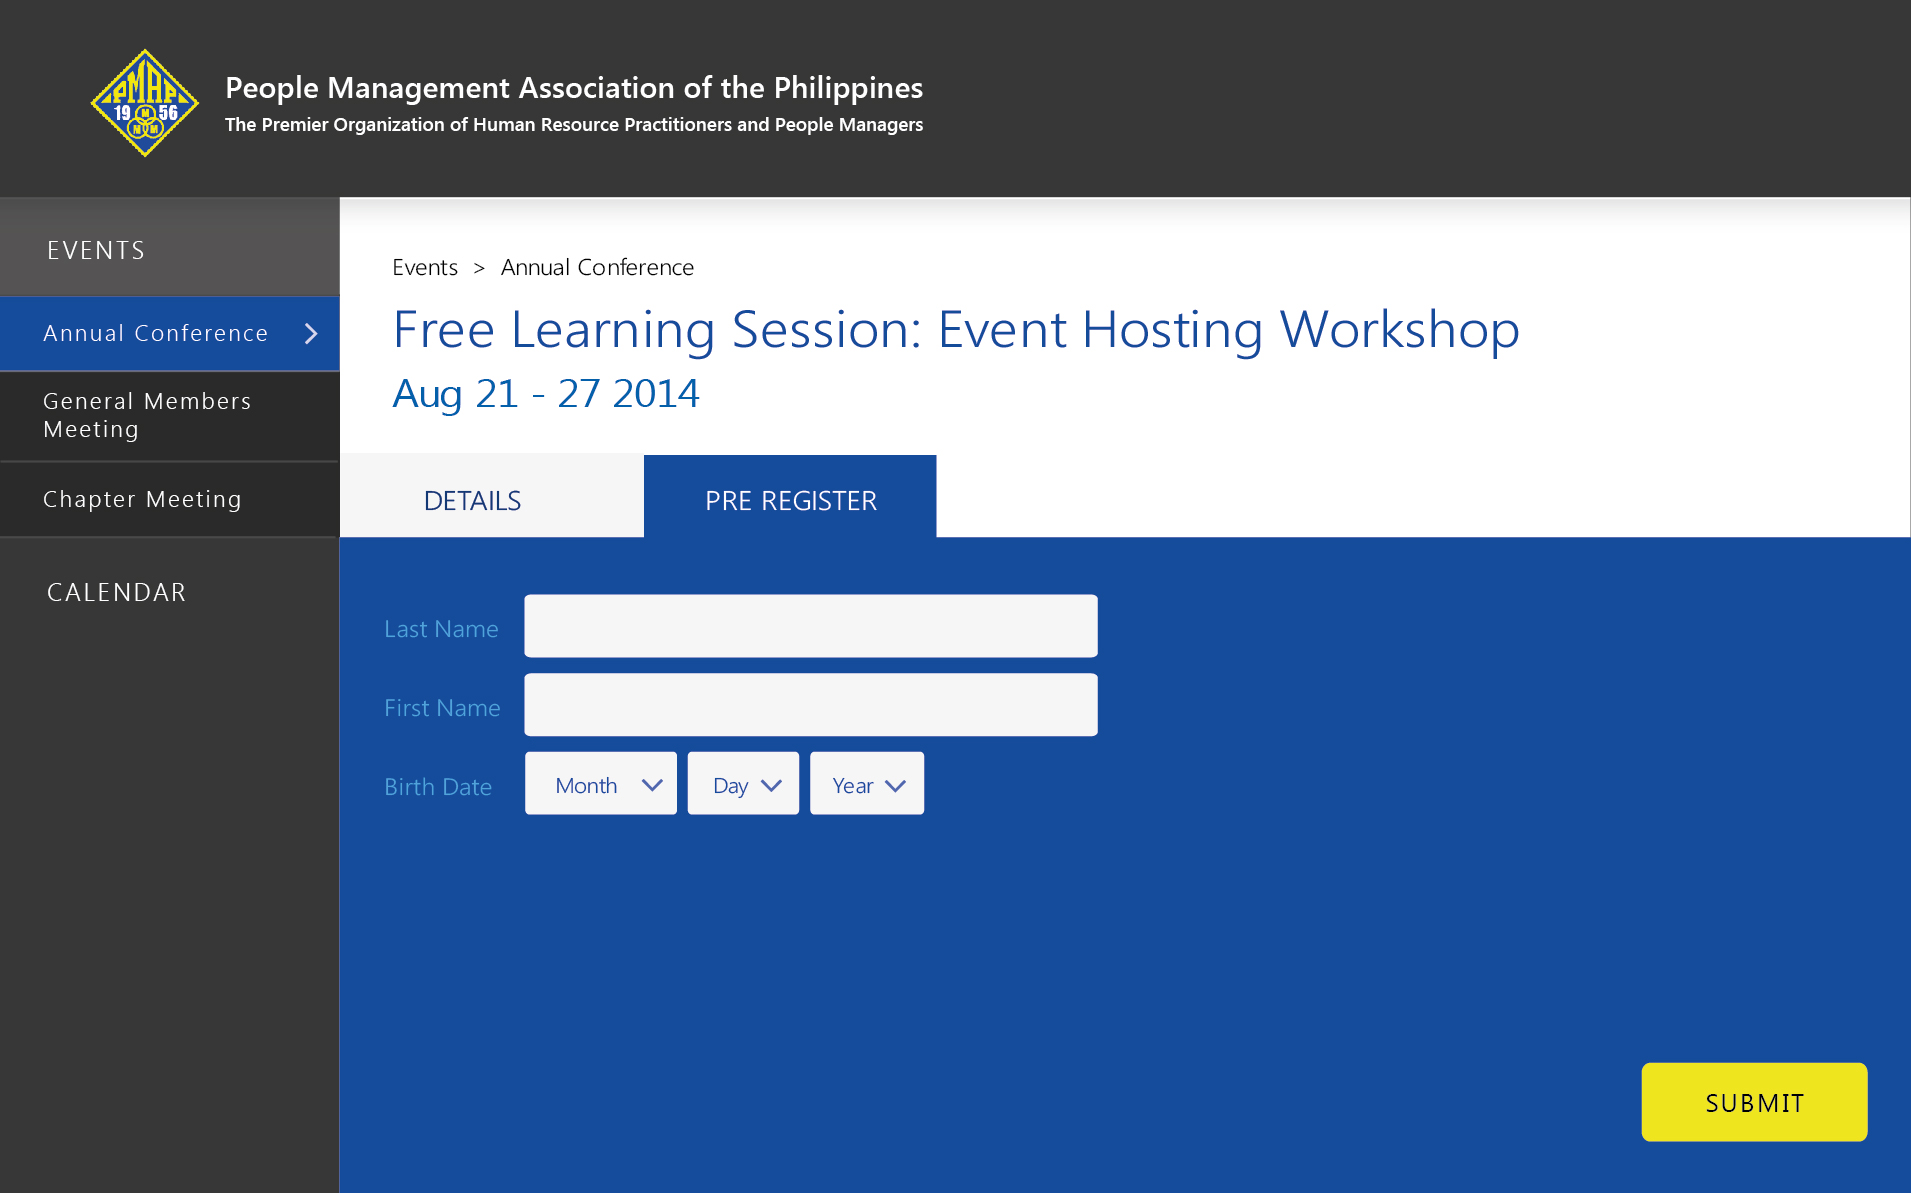 PMAP
19 56
M
M M
People Management Association of the Philippines
The Premier Organization of Human Resource Practitioners and People Managers
EVENTS
Annual Conference
General Members
Meeting
Chapter Meeting
CALENDAR
Events > Annual Conference
Free Learning Session: Event Hosting Workshop
Aug 21 - 27 2014
DETAILS
PRE REGISTER
Last Name
First Name
Birth Date
Month
Day
Year
SUBMIT